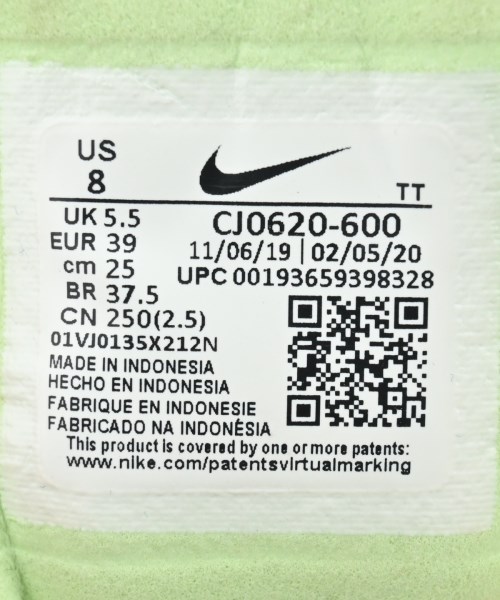 US
8
TT
UK 5.5
EUR 39
cm 25
BR 37.5
CN 250(2.5)
CJ0620-600
11/06/19 | 02/05/20
UPC 00193659398328
01VJ0135X212N
MADE IN INDONESIA
HECHO EN INDONESIA
FABRIQUE EN INDONESIE
FABRICADO NA INDONÉSIA
This product is covered by one or more patents:
www.nike.com/patentsvirtualmarking